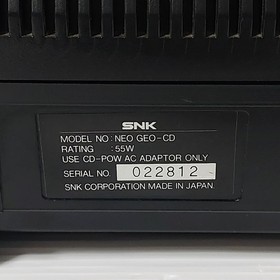 SNK
MODEL NO: NEO GEO-CD
RATING : 55W
USE CD-POW AC ADAPTOR ONLY
SERIAL NO. 022812
SNK CORPORATION MADE IN JAPAN